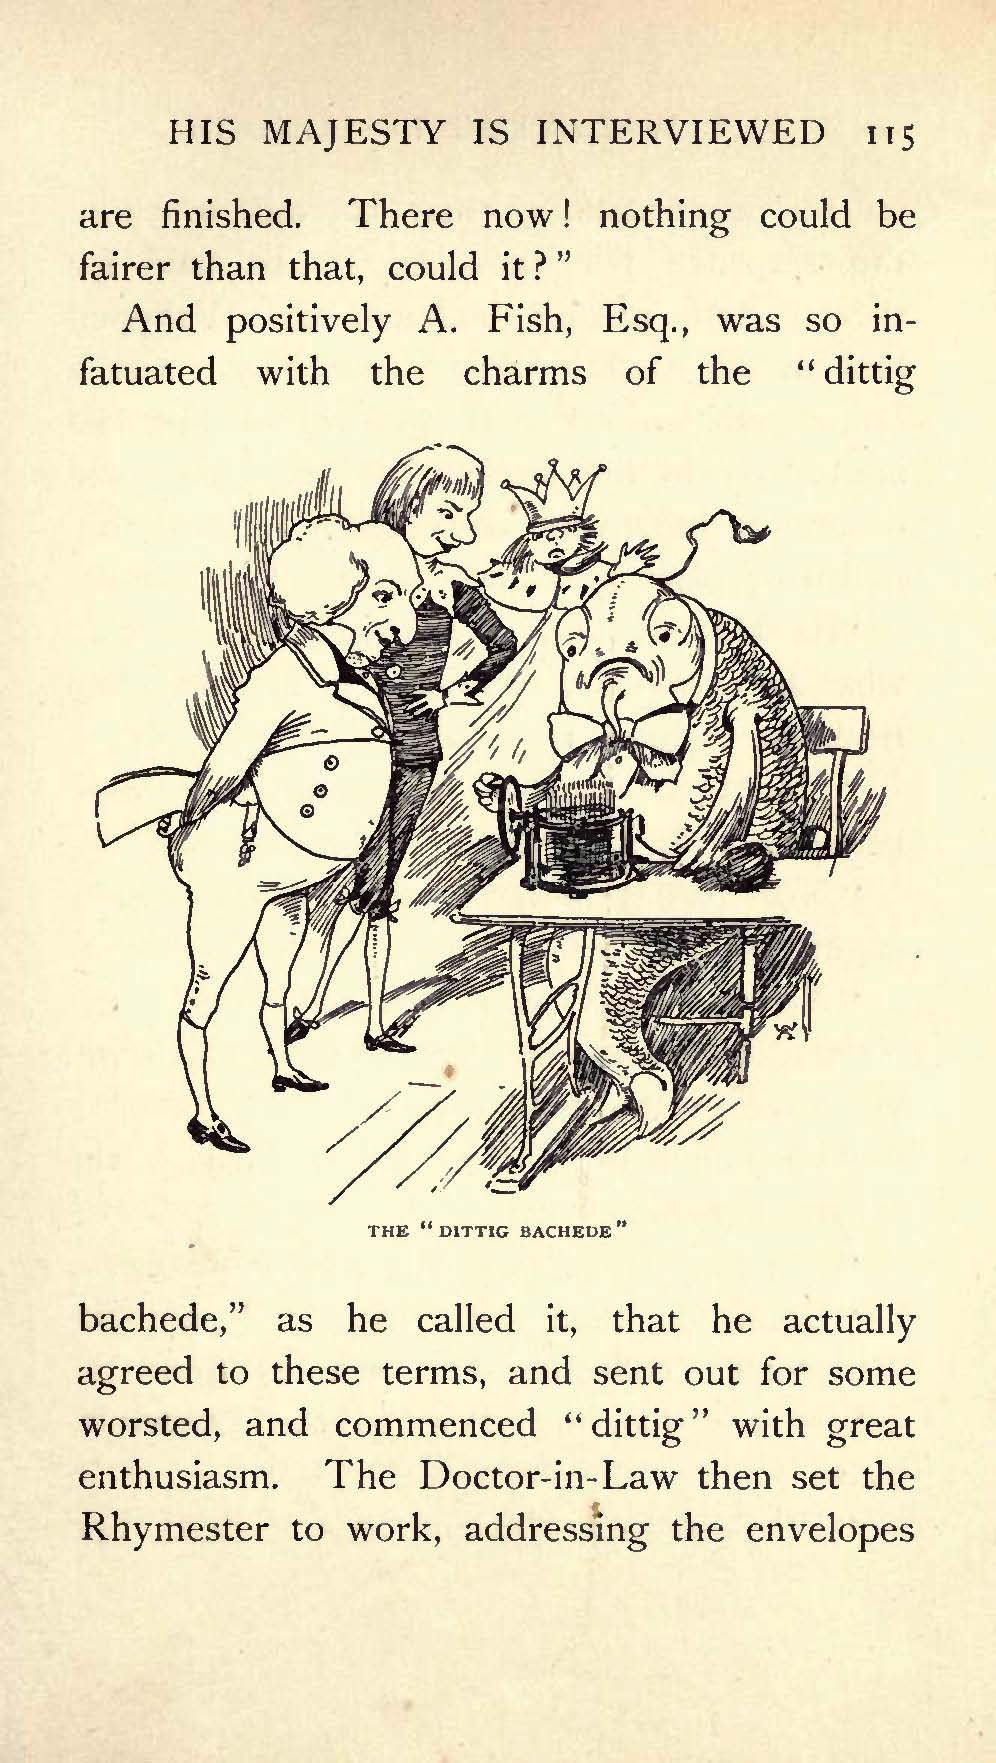 HIS MAJESTY IS INTERVIEWED 115
are finished. There now! nothing could be
fairer than that, could it?"
And positively A. Fish, Esq., was so in-
fatuated with the charms of the "dittig
THE "DITTIG BACHEDE"
bachede," as he called it, that he actually
agreed to these terms, and sent out for some
worsted, and commenced "dittig" with great
enthusiasm. The Doctor-in-Law then set the
Rhymester to work, addressing the envelopes